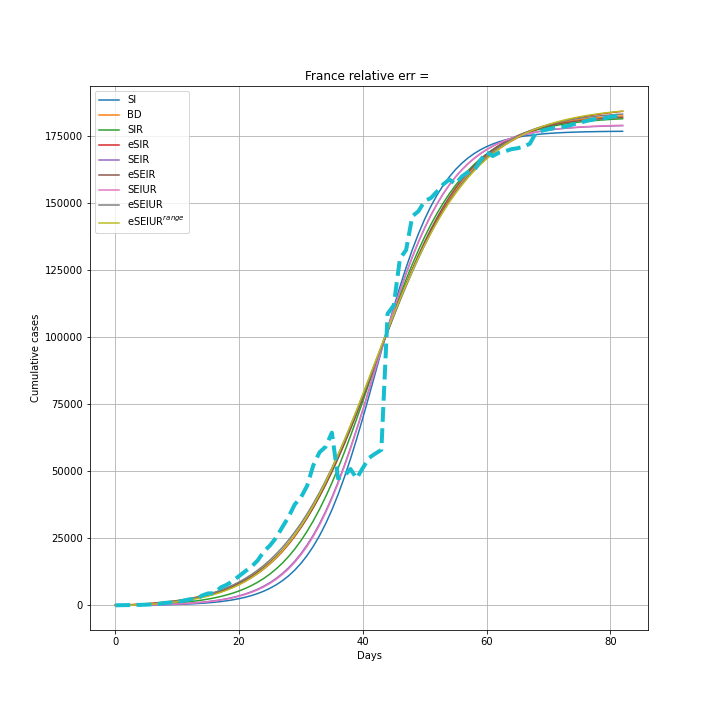 France relative err =
SI
BD
SIR
eSIR
SEIR
eSEIR
SEIUR
eSEIUR
eSEIUR^range
175000
150000
125000
100000
75000
50000
25000
0
Cumulative cases
0 20 40 60 80
Days